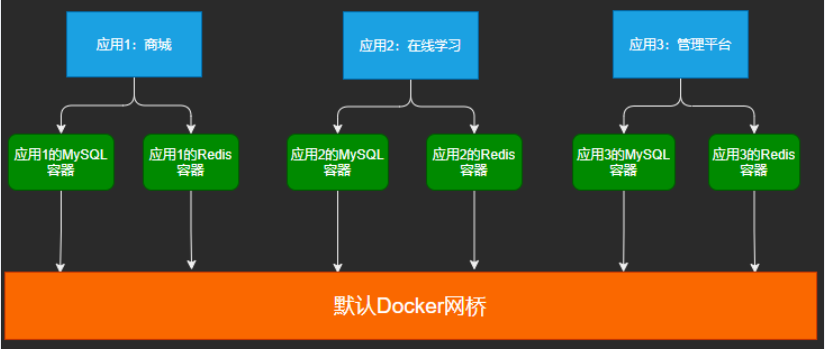 应用1：商城
应用2：在线学习
应用3：管理平台
应用1的MySQL
容器
应用1的Redis
容器
应用2的MySQL
容器
应用2的Redis
容器
应用3的MySQL
容器
应用3的Redis
容器
默认Docker网桥